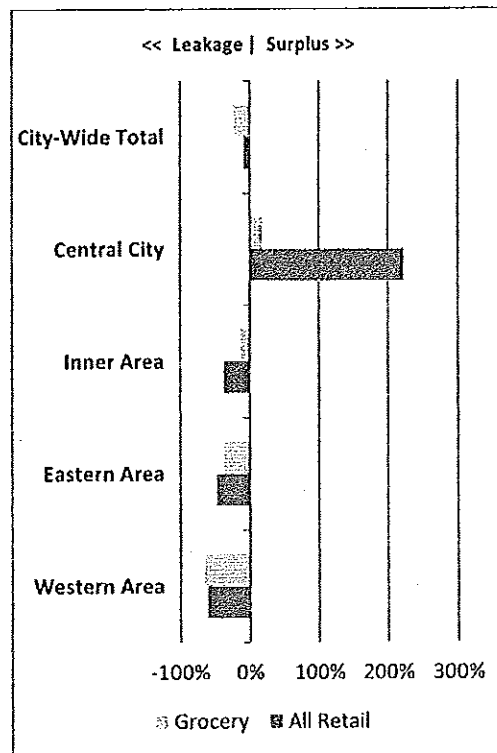 << Leakage | Surplus >>
City-Wide Total
Central City
Inner Area
Eastern Area
Western Area
-100% 0% 100% 200% 300%
Grocery All Retail